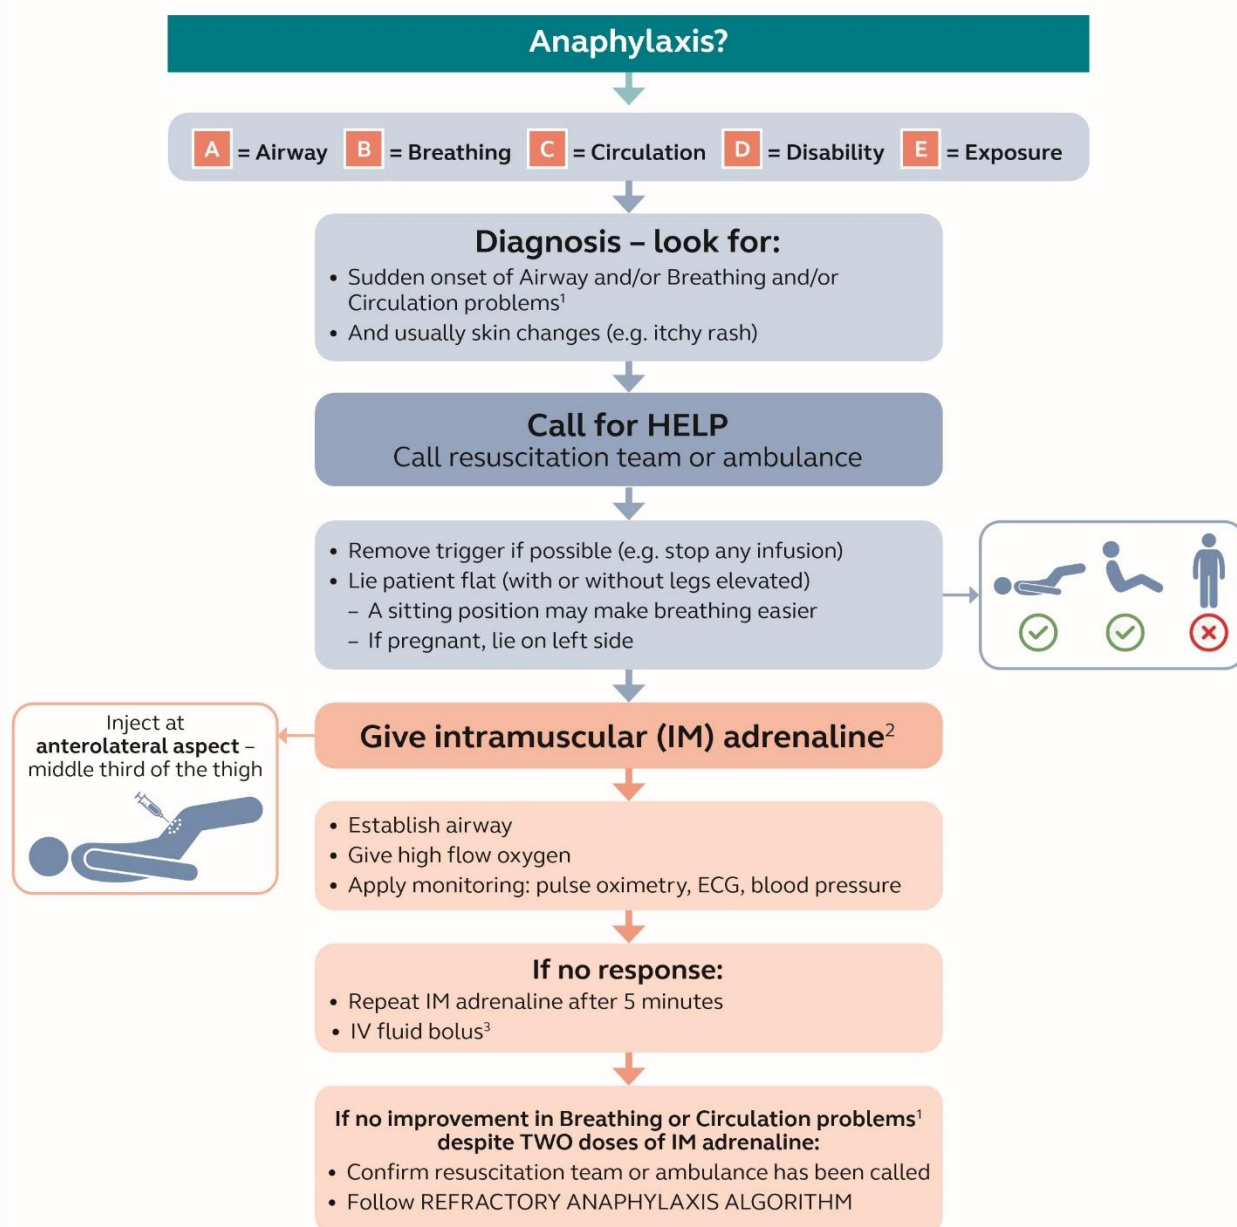 Anaphylaxis?
A = Airway B = Breathing C = Circulation D = Disability E = Exposure
Diagnosis – look for:
• Sudden onset of Airway and/or Breathing and/or
Circulation problems¹
• And usually skin changes (e.g. itchy rash)
Call for HELP
Call resuscitation team or ambulance
• Remove trigger if possible (e.g. stop any infusion)
• Lie patient flat (with or without legs elevated)
– A sitting position may make breathing easier
– If pregnant, lie on left side
Give intramuscular (IM) adrenaline²
Inject at
anterolateral aspect –
middle third of the thigh
• Establish airway
• Give high flow oxygen
• Apply monitoring: pulse oximetry, ECG, blood pressure
If no response:
• Repeat IM adrenaline after 5 minutes
• IV fluid bolus³
If no improvement in Breathing or Circulation problems¹
despite TWO doses of IM adrenaline:
• Confirm resuscitation team or ambulance has been called
• Follow REFRACTORY ANAPHYLAXIS ALGORITHM